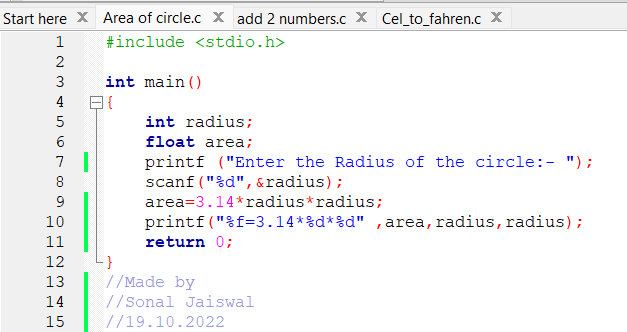 Start here X Area of circle.c X add 2 numbers.c X Cel_to_fahren.c X
1 #include <stdio.h>
2
3 int main()
4 {
5 int radius;
6 float area;
7 printf ("Enter the Radius of the circle:- ");
8 scanf("%d",&radius);
9 area=3.14*radius*radius;
10 printf("%f=3.14*%d*%d" ,area,radius,radius);
11 return 0;
12 }
13 //Made by
14 //Sonal Jaiswal
15 //19.10.2022